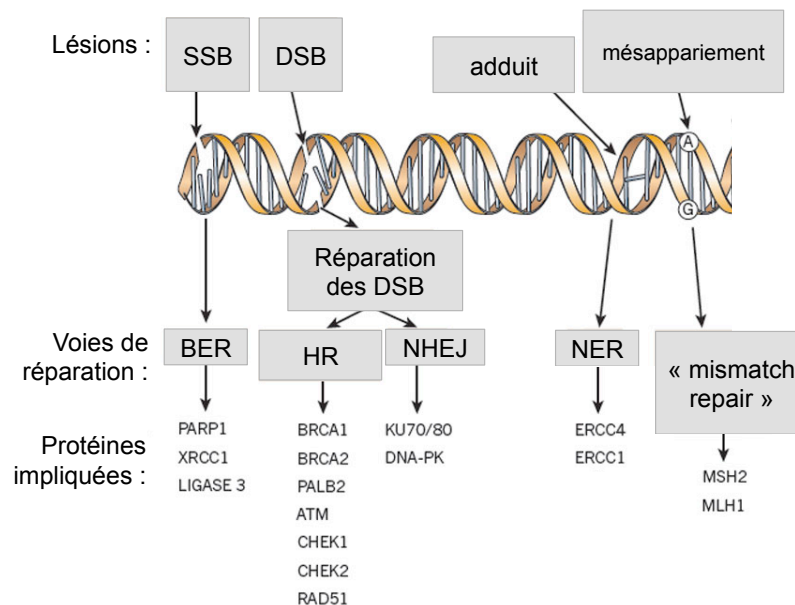 Lésions :
SSB
DSB
adduit
mésappariement
A
G
Réparation
des DSB
Voies de
réparation :
BER
HR
NHEJ
NER
« mismatch
repair »
Protéines
impliquées :
PARP1
XRCC1
LIGASE 3
BRCA1
BRCA2
PALB2
ATM
CHEK1
CHEK2
RAD51
KU70/80
DNA-PK
ERCC4
ERCC1
MSH2
MLH1